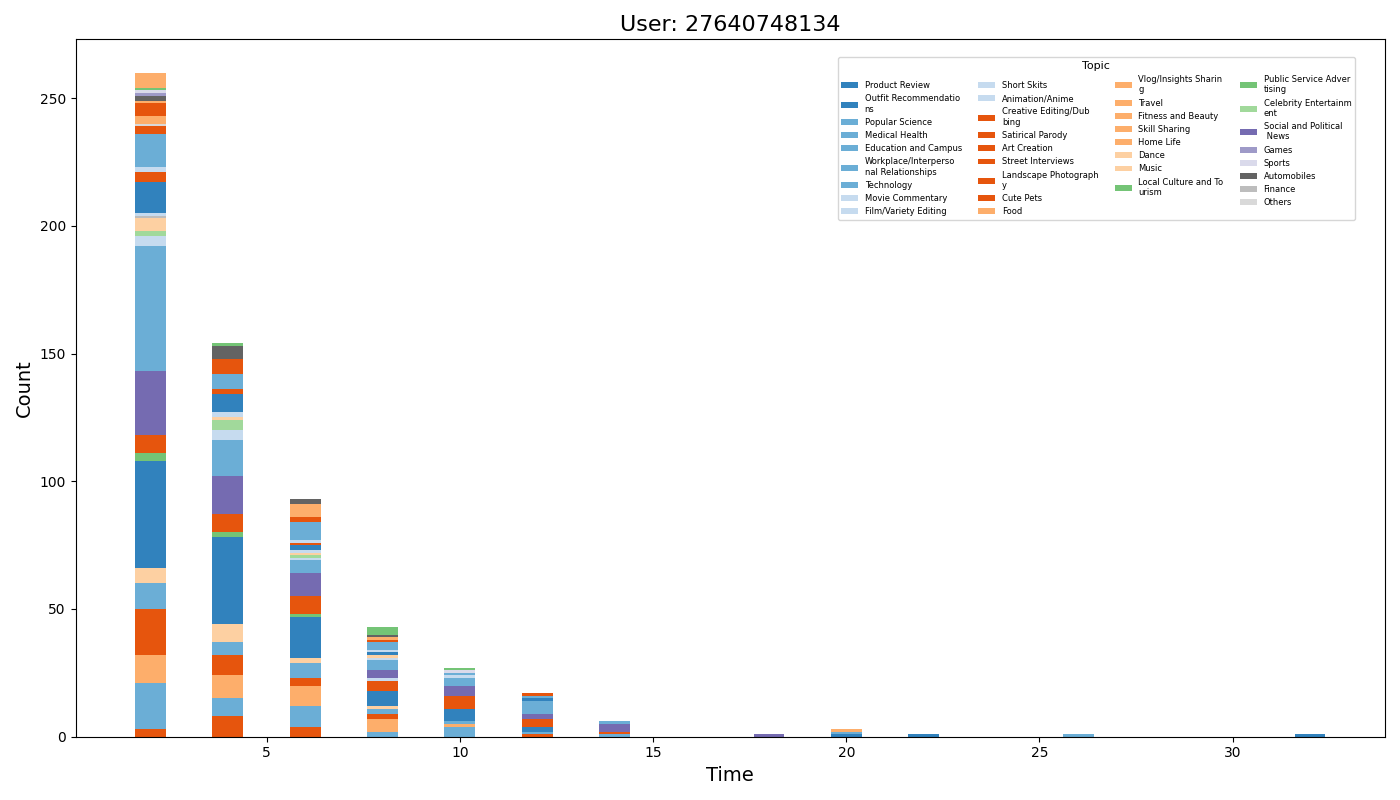 User: 27640748134
Topic
Product Review
Outfit Recommendatio
ns
Popular Science
Medical Health
Education and Campus
Workplace/Interperso
nal Relationships
Technology
Movie Commentary
Film/Variety Editing
Short Skits
Animation/Anime
Creative Editing/Dub
bing
Satirical Parody
Art Creation
Street Interviews
Landscape Photograph
y
Cute Pets
Food
Vlog/Insights Sharin
g
Travel
Fitness and Beauty
Skill Sharing
Home Life
Dance
Music
Local Culture and To
urism
Public Service Adver
tising
Celebrity Entertainm
ent
Social and Political
News
Games
Sports
Automobiles
Finance
Others
Count
250
200
150
100
50
0
5
10
15
20
25
30
Time